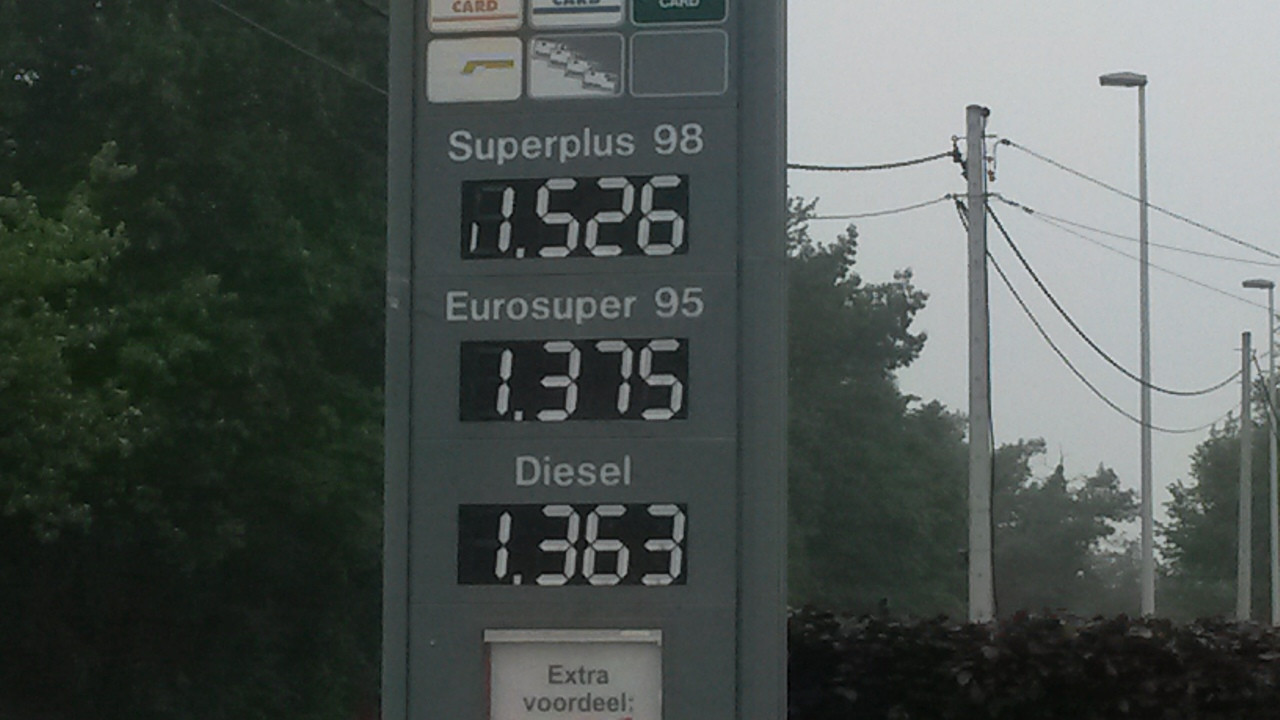 CARD CARD CARD
Superplus 98
1.526
Eurosuper 95
1.375
Diesel
1.363
Extra
voordeel: